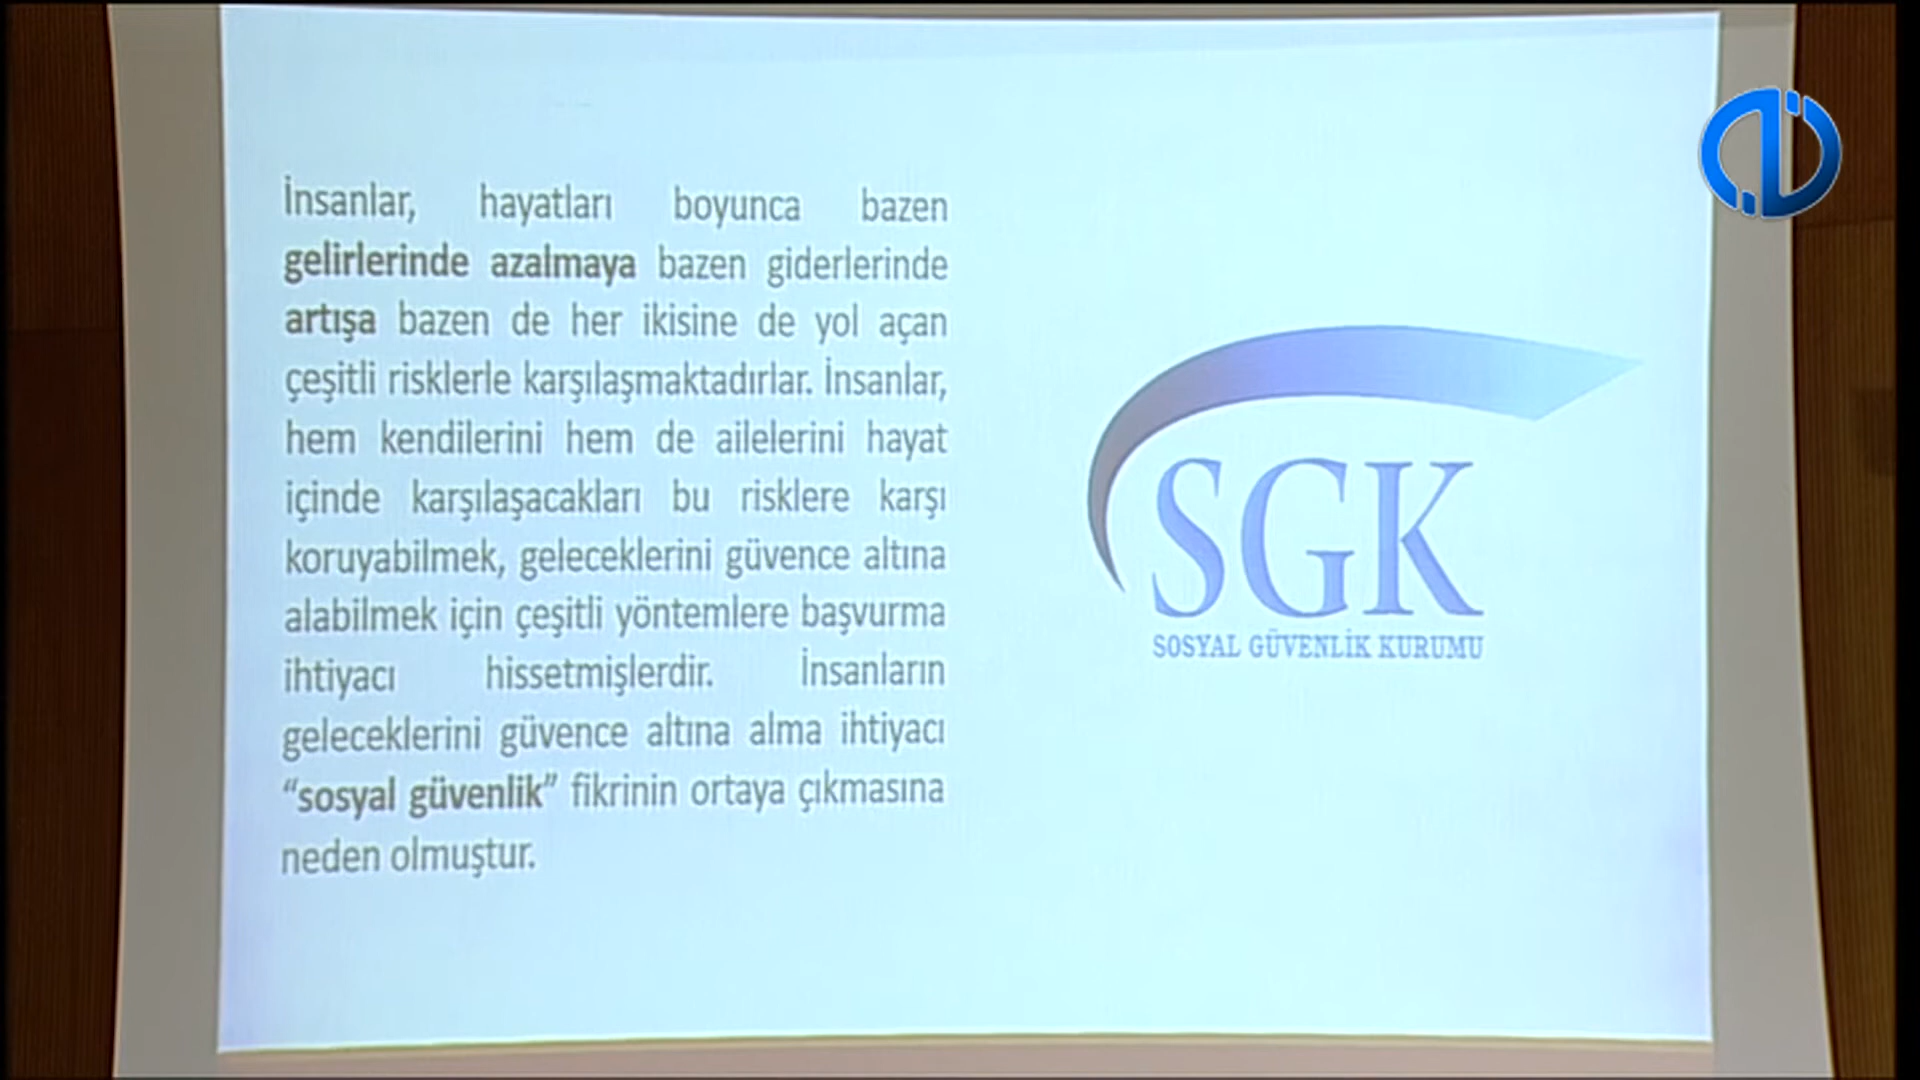 İnsanlar, hayatları boyunca bazen
gelirlerinde azalmaya bazen giderlerinde
artışa bazen de her ikisine de yol açan
çeşitli risklerle karşılaşmaktadırlar. İnsanlar,
hem kendilerini hem de ailelerini hayat
içinde karşılaşacakları bu risklere karşı
koruyabilmek, geleceklerini güvence altına
alabilmek için çeşitli yöntemlere başvurma
ihtiyacı hissetmişlerdir. İnsanların
geleceklerini güvence altına alma ihtiyacı
“sosyal güvenlik” fikrinin ortaya çıkmasına
neden olmuştur.
SGK
SOSYAL GÜVENLİK KURUMU